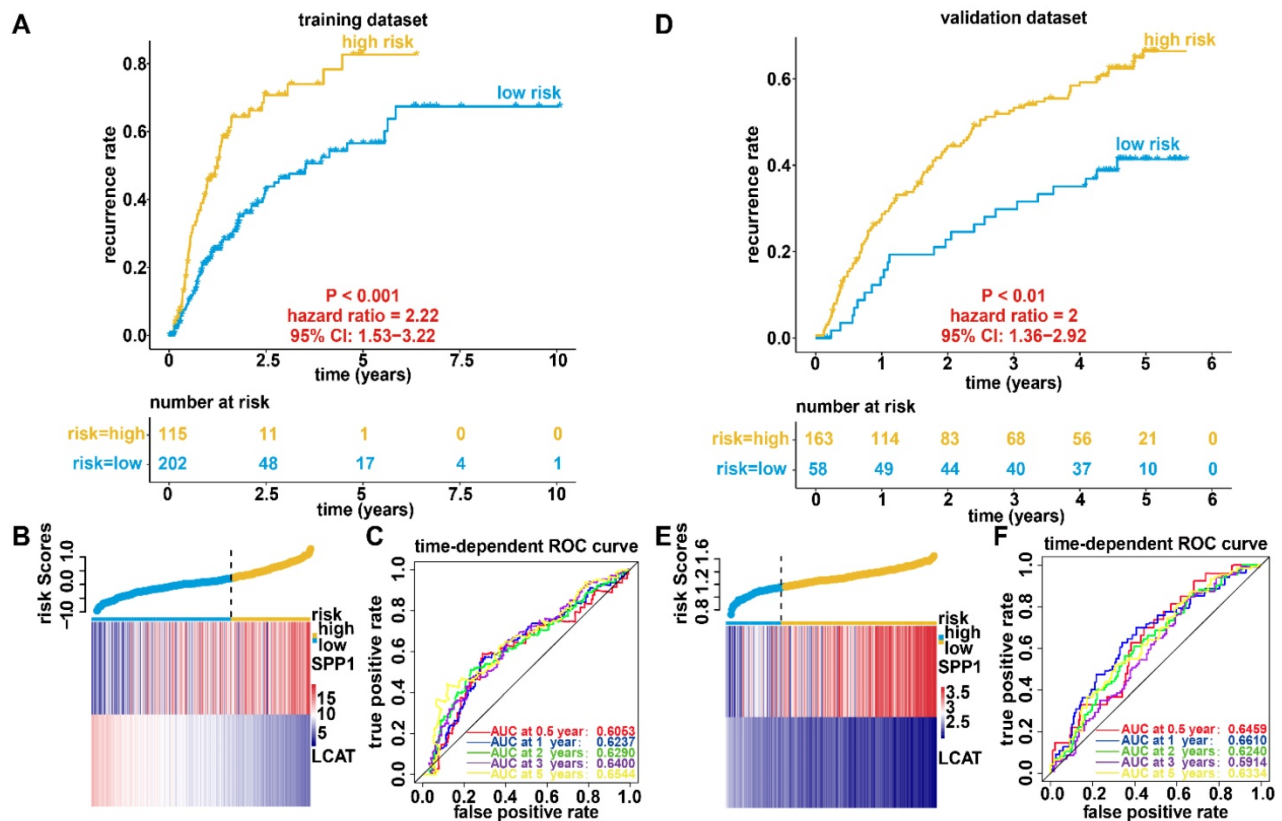 A
training dataset
high risk
low risk
recurrence rate
0.8
0.6
0.4
0.2
0.0
P < 0.001
hazard ratio = 2.22
95% CI: 1.53−3.22
0 2.5 5 7.5 10
time (years)
number at risk
risk=high 115 11 1 0 0
risk=low 202 48 17 4 1
0 2.5 5 7.5 10
time (years)
D
validation dataset
high risk
low risk
recurrence rate
0.6
0.4
0.2
0.0
P < 0.01
hazard ratio = 2
95% CI: 1.36−2.92
0 1 2 3 4 5 6
time (years)
number at risk
risk=high 163 114 83 68 56 21 0
risk=low 58 49 44 40 37 10 0
0 1 2 3 4 5 6
time (years)
B
risk Scores
−1.0 0.0 1.0
risk
high
low
SPP1
15
10
5
LCAT
C
time-dependent ROC curve
true positive rate
1.0
0.8
0.6
0.4
0.2
0.0
AUC at 0.5 year: 0.6053
AUC at 1 year: 0.6237
AUC at 2 years: 0.6290
AUC at 3 years: 0.6400
AUC at 5 years: 0.6544
0.0 0.2 0.4 0.6 0.8 1.0
false positive rate
E
risk Scores
0.8 1.2 1.6
risk
high
low
SPP1
3.5
3
2.5
LCAT
F
time-dependent ROC curve
true positive rate
1.0
0.8
0.6
0.4
0.2
0.0
AUC at 0.5 year: 0.6459
AUC at 1 year: 0.6610
AUC at 2 years: 0.6240
AUC at 3 years: 0.5914
AUC at 5 years: 0.6334
0.0 0.2 0.4 0.6 0.8 1.0
false positive rate